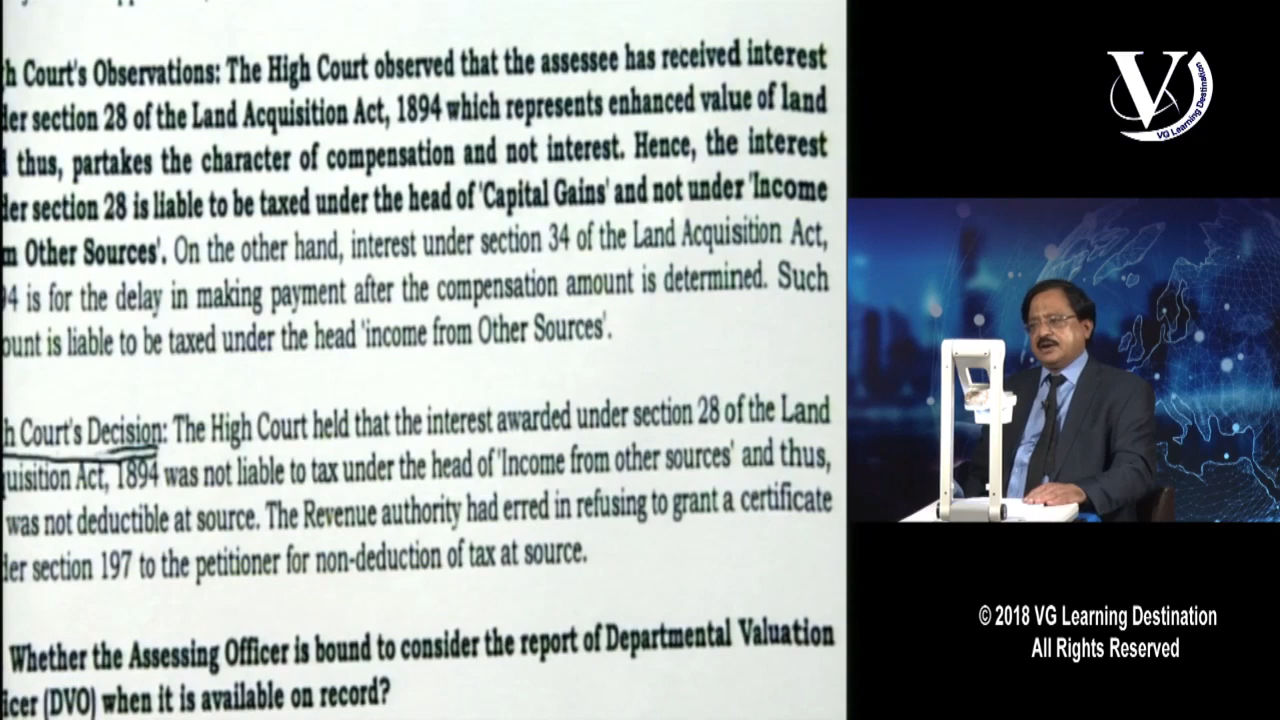 h Court's Observations: The High Court observed that the assessee has received interest
er section 28 of the Land Acquisition Act, 1894 which represents enhanced value of land
thus, partakes the character of compensation and not interest. Hence, the interest
er section 28 is liable to be taxed under the head of 'Capital Gains' and not under 'Income
m Other Sources'. On the other hand, interest under section 34 of the Land Acquisition Act,
4 is for the delay in making payment after the compensation amount is determined. Such
ount is liable to be taxed under the head 'income from Other Sources'.
h Court's Decision: The High Court held that the interest awarded under section 28 of the Land
quisition Act, 1894 was not liable to tax under the head of 'Income from other sources' and thus,
was not deductible at source. The Revenue authority had erred in refusing to grant a certificate
er section 197 to the petitioner for non-deduction of tax at source.
Whether the Assessing Officer is bound to consider the report of Departmental Valuation
icer (DVO) when it is available on record?
V
VG Learning Destination
© 2018 VG Learning Destination
All Rights Reserved